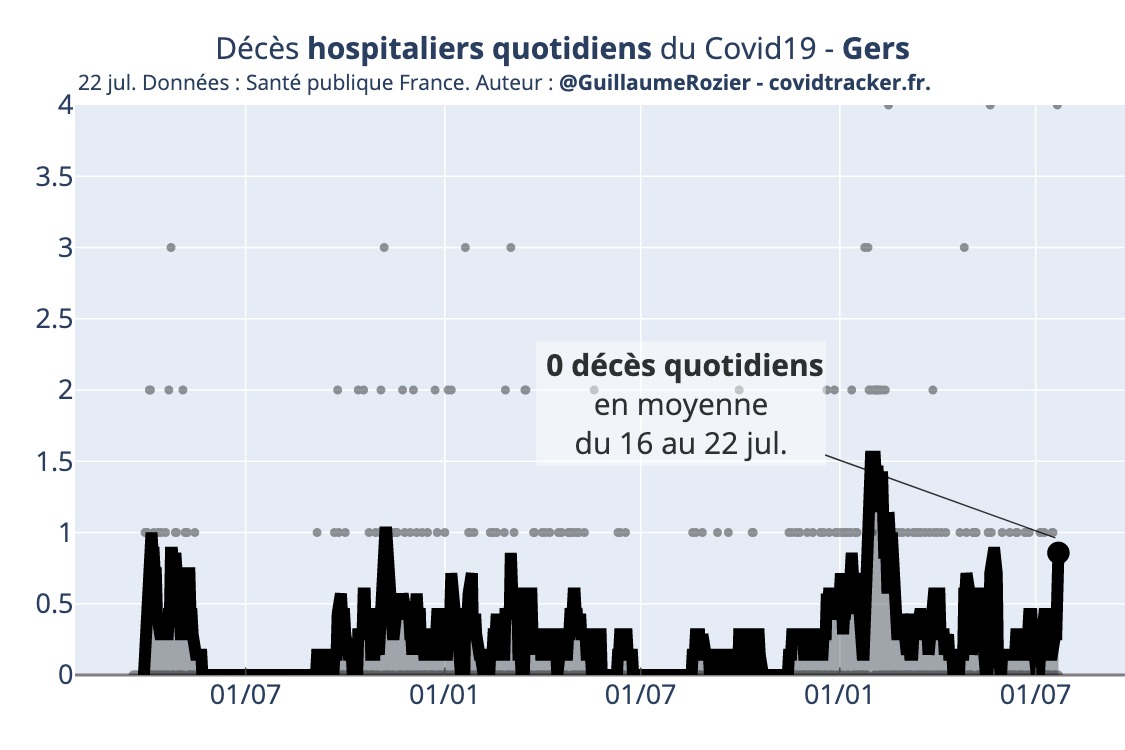 Décès hospitaliers quotidiens du Covid19 - Gers
22 jul. Données : Santé publique France. Auteur : @GuillaumeRozier - covidtracker.fr.
4
3.5
3
2.5
2
1.5
1
0.5
0
0 décès quotidiens
en moyenne
du 16 au 22 jul.
01/07 01/01 01/07 01/01 01/07